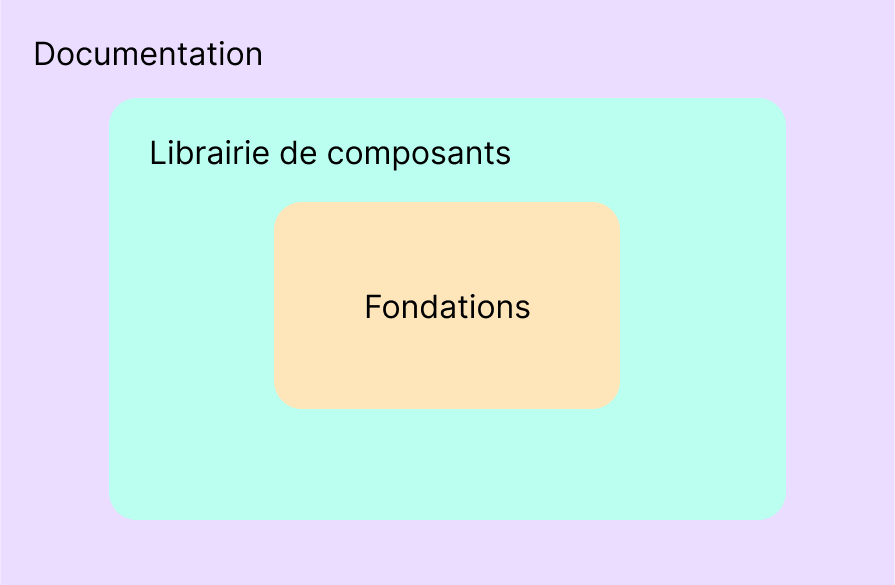 Documentation
Librairie de composants
Fondations